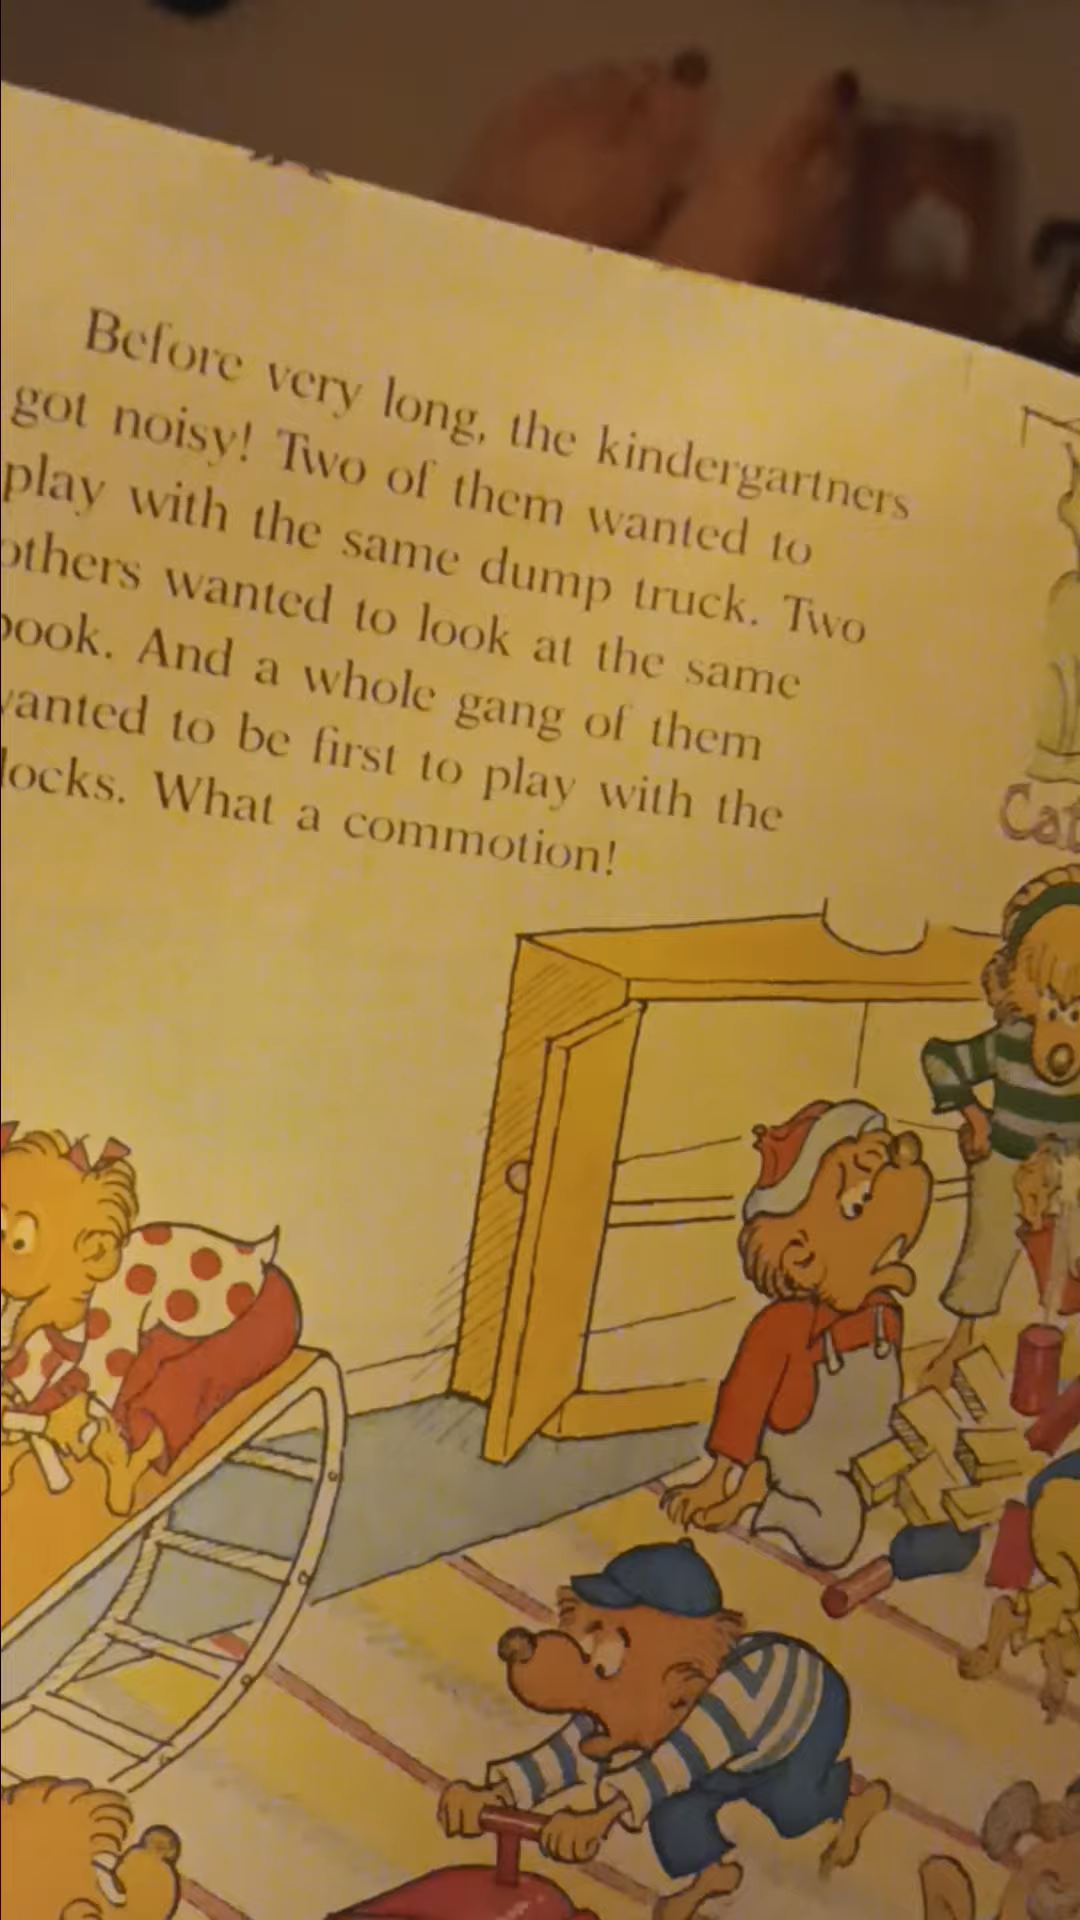 Before very long, the kindergartners
got noisy! Two of them wanted to
play with the same dump truck. Two
others wanted to look at the same
book. And a whole gang of them
wanted to be first to play with the
locks. What a commotion!
Cat